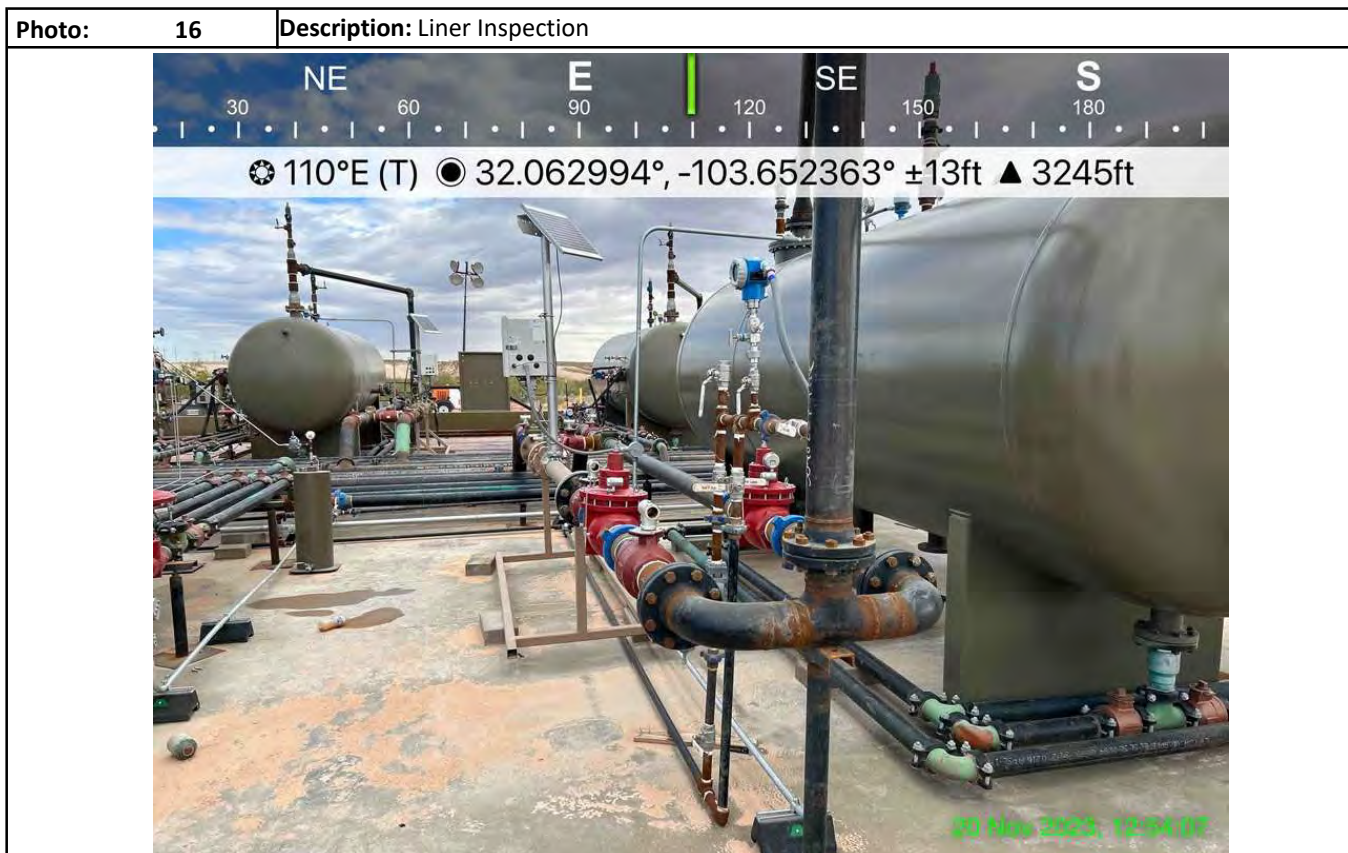 Photo: 16 Description: Liner Inspection
NE E SE S
30 60 90 120 150 180
110°E (T) 32.062994°, -103.652363° ±13ft ▲ 3245ft
20 Nov 2025, 12:54:07